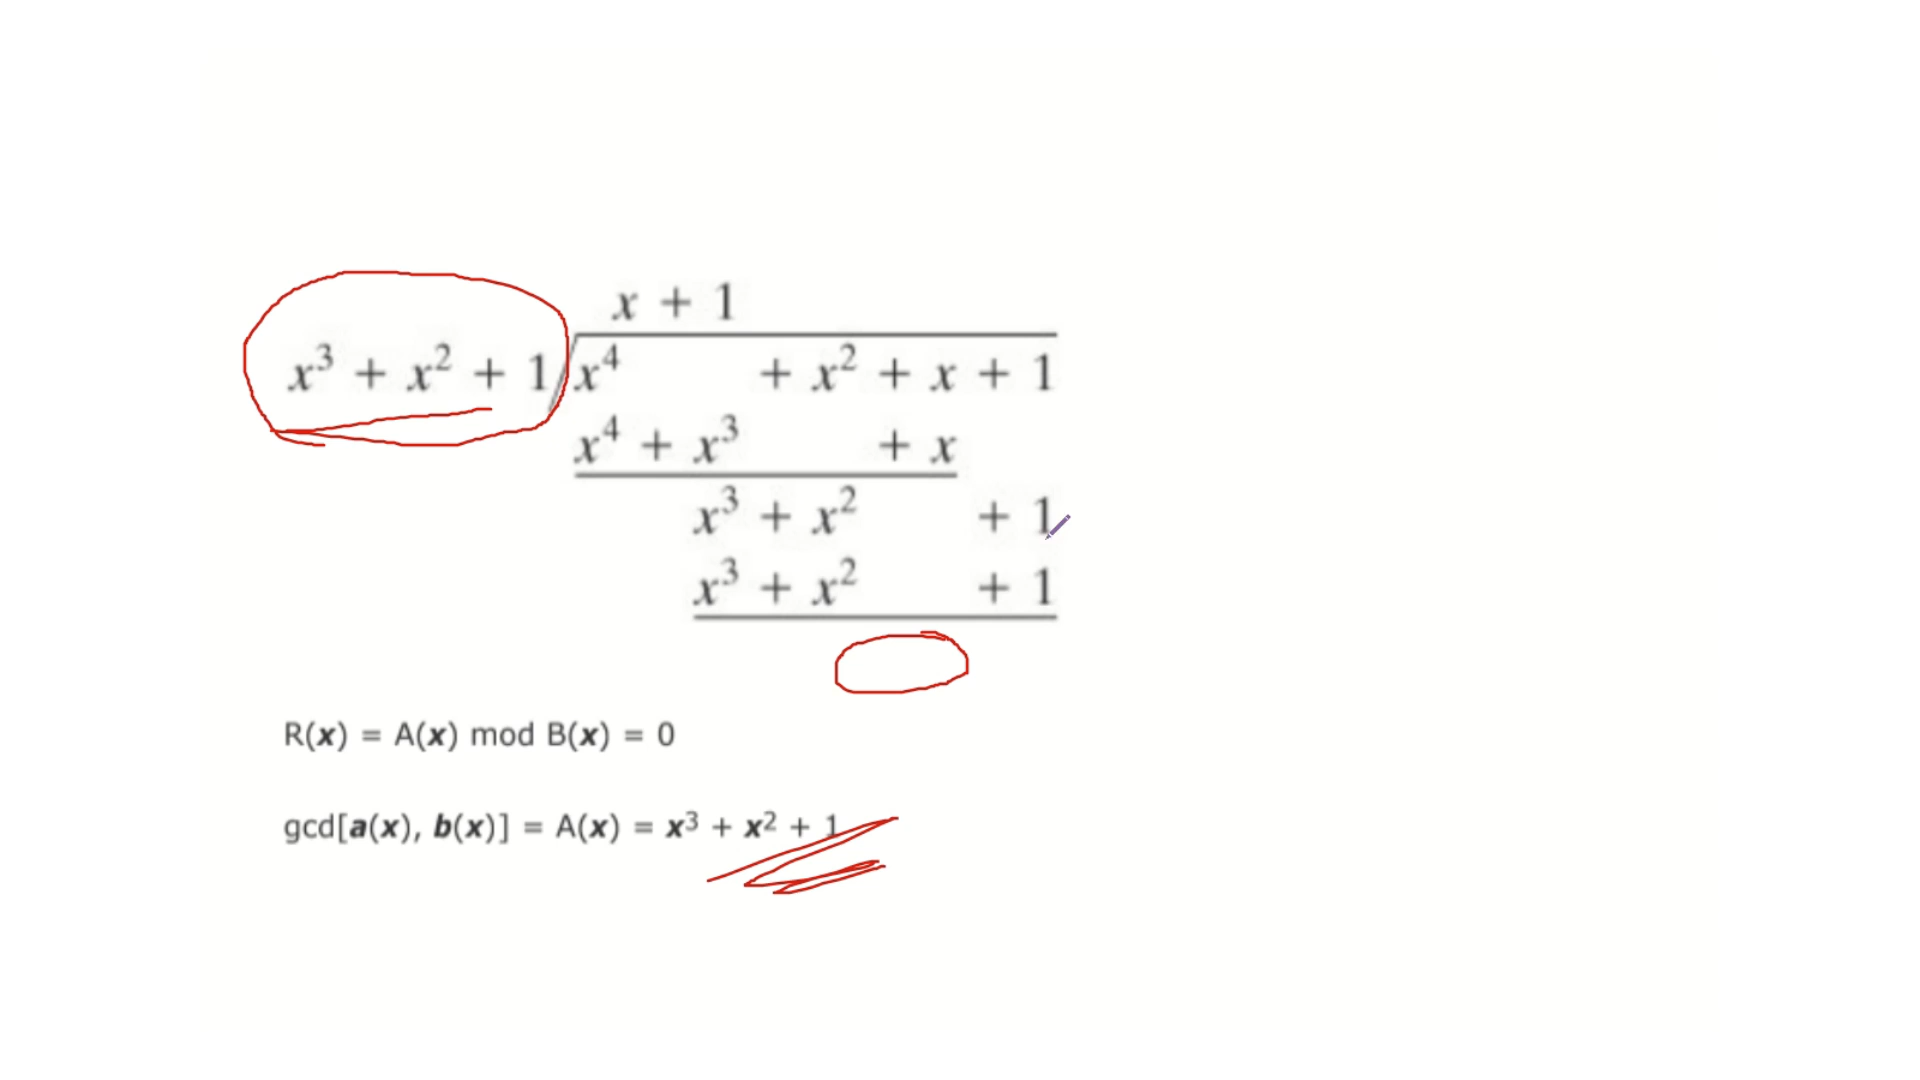 x + 1
x³ + x² + 1 x⁴ + x² + x + 1
x⁴ + x³ + x
x³ + x² + 1
x³ + x² + 1
R(x) = A(x) mod B(x) = 0
gcd[a(x), b(x)] = A(x) = x³ + x² + 1